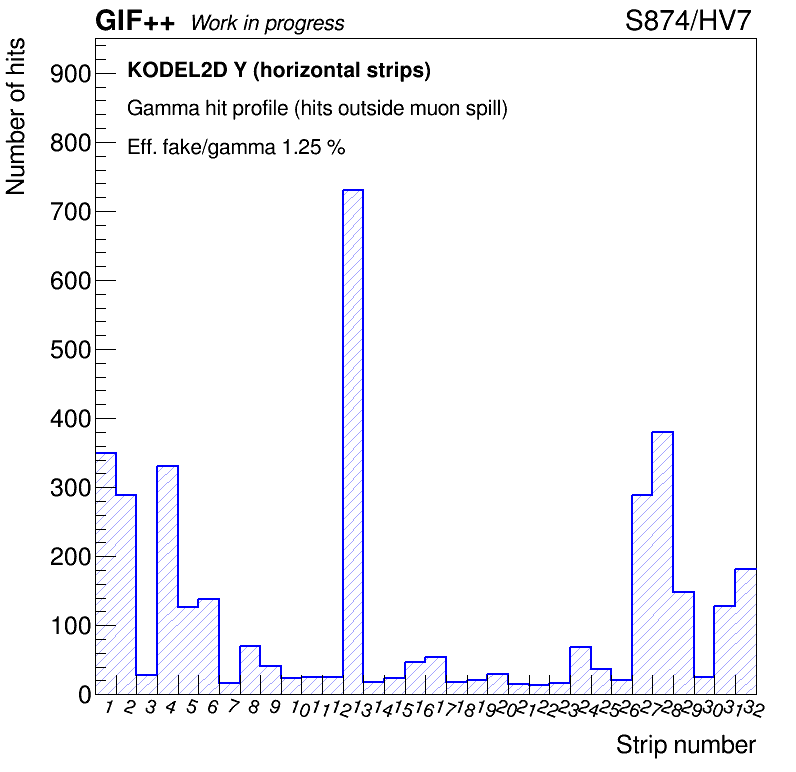 GIF++ Work in progress S874/HV7
Number of hits
KODEL2D Y (horizontal strips)
Gamma hit profile (hits outside muon spill)
Eff. fake/gamma 1.25 %
900
800
700
600
500
400
300
200
100
0
1 2 3 4 5 6 7 8 9 10 11 12 13 14 15 16 17 18 19 20 21 22 23 24 25 26 27 28 29 30 31 32
Strip number